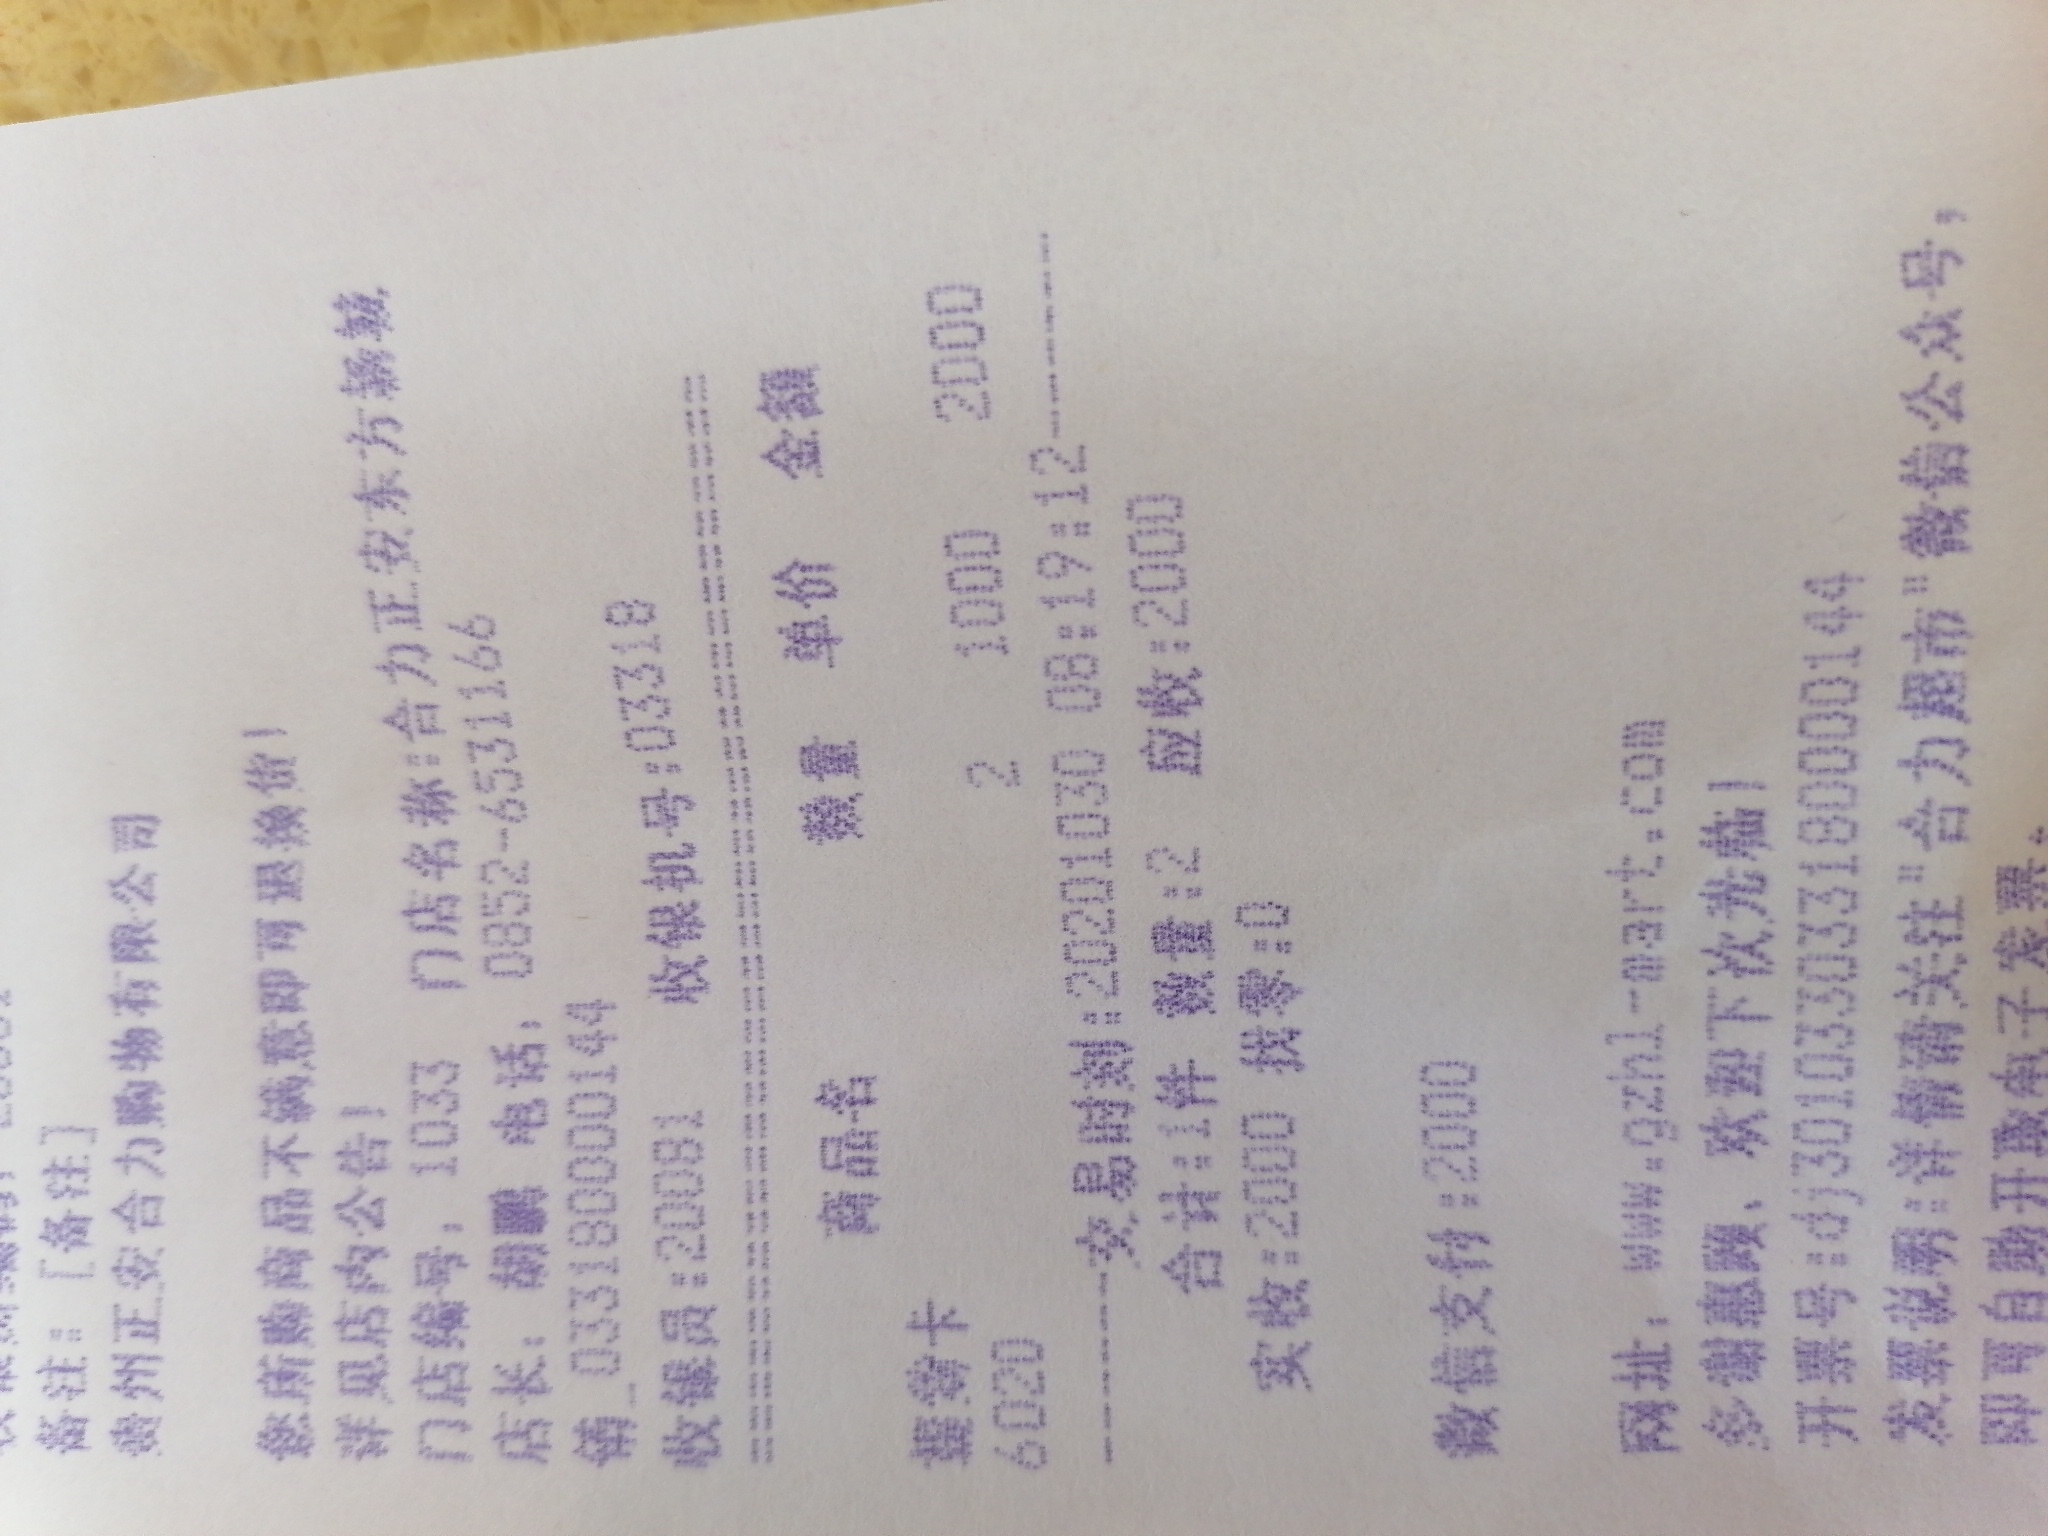 备注: [备注]
贵州正安合力购物有限公司
您所购商品不满意即可退换货!
详见店内公告!
门店编号: 1033 门店名称:合力正安东方新城
店长: 胡鹏 电话: 0852-6531166
销_033180000144
收银员:20081 收银机号:03318
商品名 数量 单价 金额
提筹卡
6020 2 1000 2000
交易时刻:20201030 08:19:12
合计:1件 数量:2 应收:2000
实收:2000 找零:0
微信支付:2000
网址: www.gzhl-mart.com
多谢惠顾、欢迎下次光临!
开票号:dj301033033180000144
发票说明:详情请关注"合力超市"微信公众号,
即可自助开取电子发票。